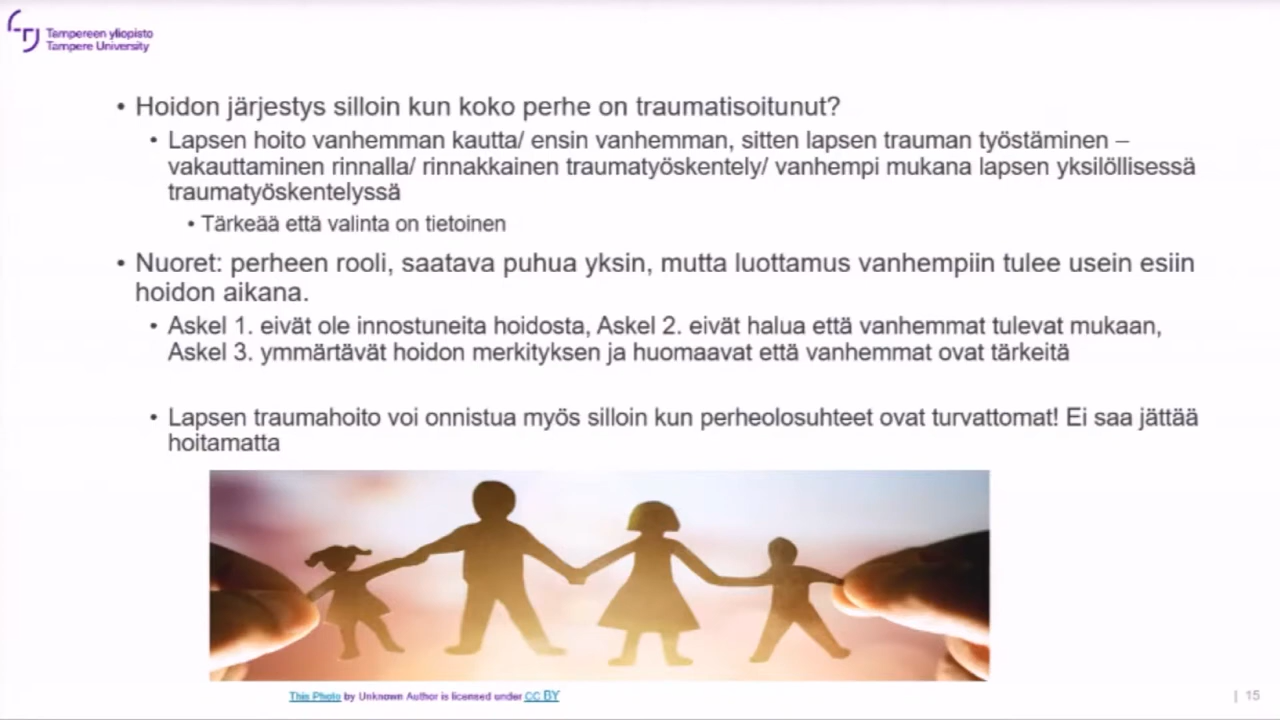 Tampereen yliopisto
Tampere University
• Hoidon järjestys silloin kun koko perhe on traumatisoitunut?
• Lapsen hoito vanhemman kautta/ ensin vanhemman, sitten lapsen trauman työstäminen –
vakauttaminen rinnalla/ rinnakkainen traumatyöskentely/ vanhempi mukana lapsen yksilöllisessä
traumatyöskentelyssä
• Tärkeää että valinta on tietoinen
• Nuoret: perheen rooli, saatava puhua yksin, mutta luottamus vanhempiin tulee usein esiin
hoidon aikana.
• Askel 1. eivät ole innostuneita hoidosta, Askel 2. eivät halua että vanhemmat tulevat mukaan,
Askel 3. ymmärtävät hoidon merkityksen ja huomaavat että vanhemmat ovat tärkeitä
• Lapsen traumahoito voi onnistua myös silloin kun perheolosuhteet ovat turvattomat! Ei saa jättää
hoitamatta
This Photo by Unknown Author is licensed under CC BY
| 15